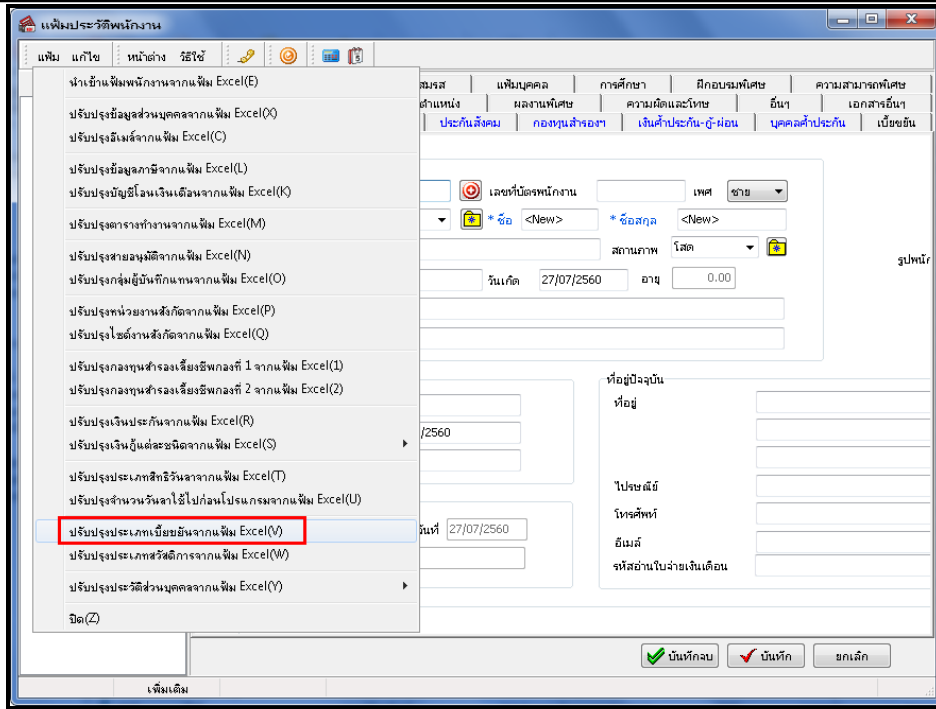 แฟ้มประวัติพนักงาน
แฟ้ม แก้ไข หน้าต่าง วิธีใช้
นำเข้าแฟ้มพนักงานจากแฟ้ม Excel(E)
ปรับปรุงข้อมูลส่วนบุคคลจากแฟ้ม Excel(X)
ปรับปรุงอีเมล์จากแฟ้ม Excel(C)
ปรับปรุงข้อมูลภาษีจากแฟ้ม Excel(L)
ปรับปรุงบัญชีโอนเงินเดือนจากแฟ้ม Excel(K)
ปรับปรุงตารางทำงานจากแฟ้ม Excel(M)
ปรับปรุงสายอนุมัติจากแฟ้ม Excel(N)
ปรับปรุงกลุ่มผู้บันทึกแทนจากแฟ้ม Excel(O)
ปรับปรุงหน่วยงานสังกัดจากแฟ้ม Excel(P)
ปรับปรุงไซต์งานสังกัดจากแฟ้ม Excel(Q)
ปรับปรุงกองทุนสำรองเลี้ยงชีพกองที่ 1 จากแฟ้ม Excel(1)
ปรับปรุงกองทุนสำรองเลี้ยงชีพกองที่ 2 จากแฟ้ม Excel(2)
ปรับปรุงเงินประกันจากแฟ้ม Excel(R)
ปรับปรุงเงินกู้แต่ละชนิดจากแฟ้ม Excel(S)
ปรับปรุงประเภทสิทธิวันลาจากแฟ้ม Excel(T)
ปรับปรุงจำนวนวันลาใช้ไปก่อนโปรแกรมจากแฟ้ม Excel(U)
ปรับปรุงประเภทเบี้ยขยันจากแฟ้ม Excel(V)
ปรับปรุงประเภทสวัสดิการจากแฟ้ม Excel(W)
ปรับปรุงประวัติส่วนบุคคลจากแฟ้ม Excel(Y)
ปิด(Z)
สมรส แฟ้มบุคคล การศึกษา ฝึกอบรมพิเศษ ความสามารถพิเศษ
ตำแหน่ง ผลงานพิเศษ ความผิดและโทษ อื่นๆ เอกสารอื่นๆ
ประกันสังคม กองทุนสำรองฯ เงินค้ำประกัน-กู้-ผ่อน บุคคลค้ำประกัน เบี้ยขยัน
เลขที่บัตรพนักงาน เพศ ชาย
* ชื่อ <New> * ชื่อสกุล <New>
สถานภาพ โสด
รูปพนัก
วันเกิด 27/07/2560 อายุ 0.00
ที่อยู่ปัจจุบัน
ที่อยู่
/2560
ไปรษณีย์
โทรศัพท์
วันที่ 27/07/2560
อีเมล์
รหัสอ่านใบจ่ายเงินเดือน
บันทึกจบ บันทึก ยกเลิก
เพิ่มเติม